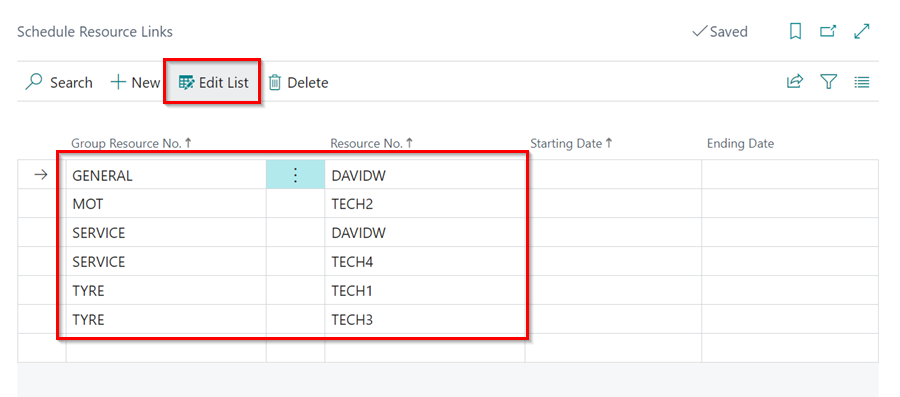 Schedule Resource Links
Saved
Search New Edit List Delete
Group Resource No. ↑ Resource No. ↑ Starting Date ↑ Ending Date
GENERAL DAVIDW
MOT TECH2
SERVICE DAVIDW
SERVICE TECH4
TYRE TECH1
TYRE TECH3